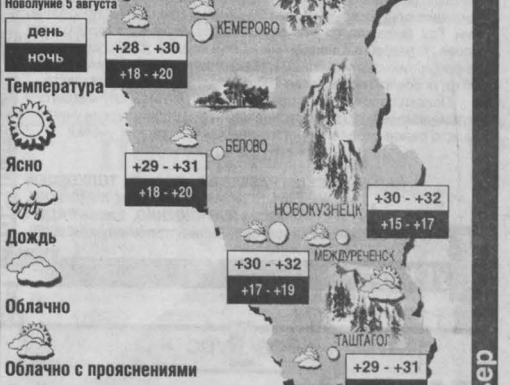 Новолуние 5 августа
день
ночь
Температура
Ясно
Дождь
Облачно
Облачно с прояснениями
КЕМЕРОВО
+28 - +30
+18 - +20
БЕЛОВО
+29 - +31
+18 - +20
НОВОКУЗНЕЦК
+30 - +32
+17 - +19
МЕЖДУРЕЧЕНСК
+30 - +32
+15 - +17
ТАШТАГОЛ
+29 - +31
ер